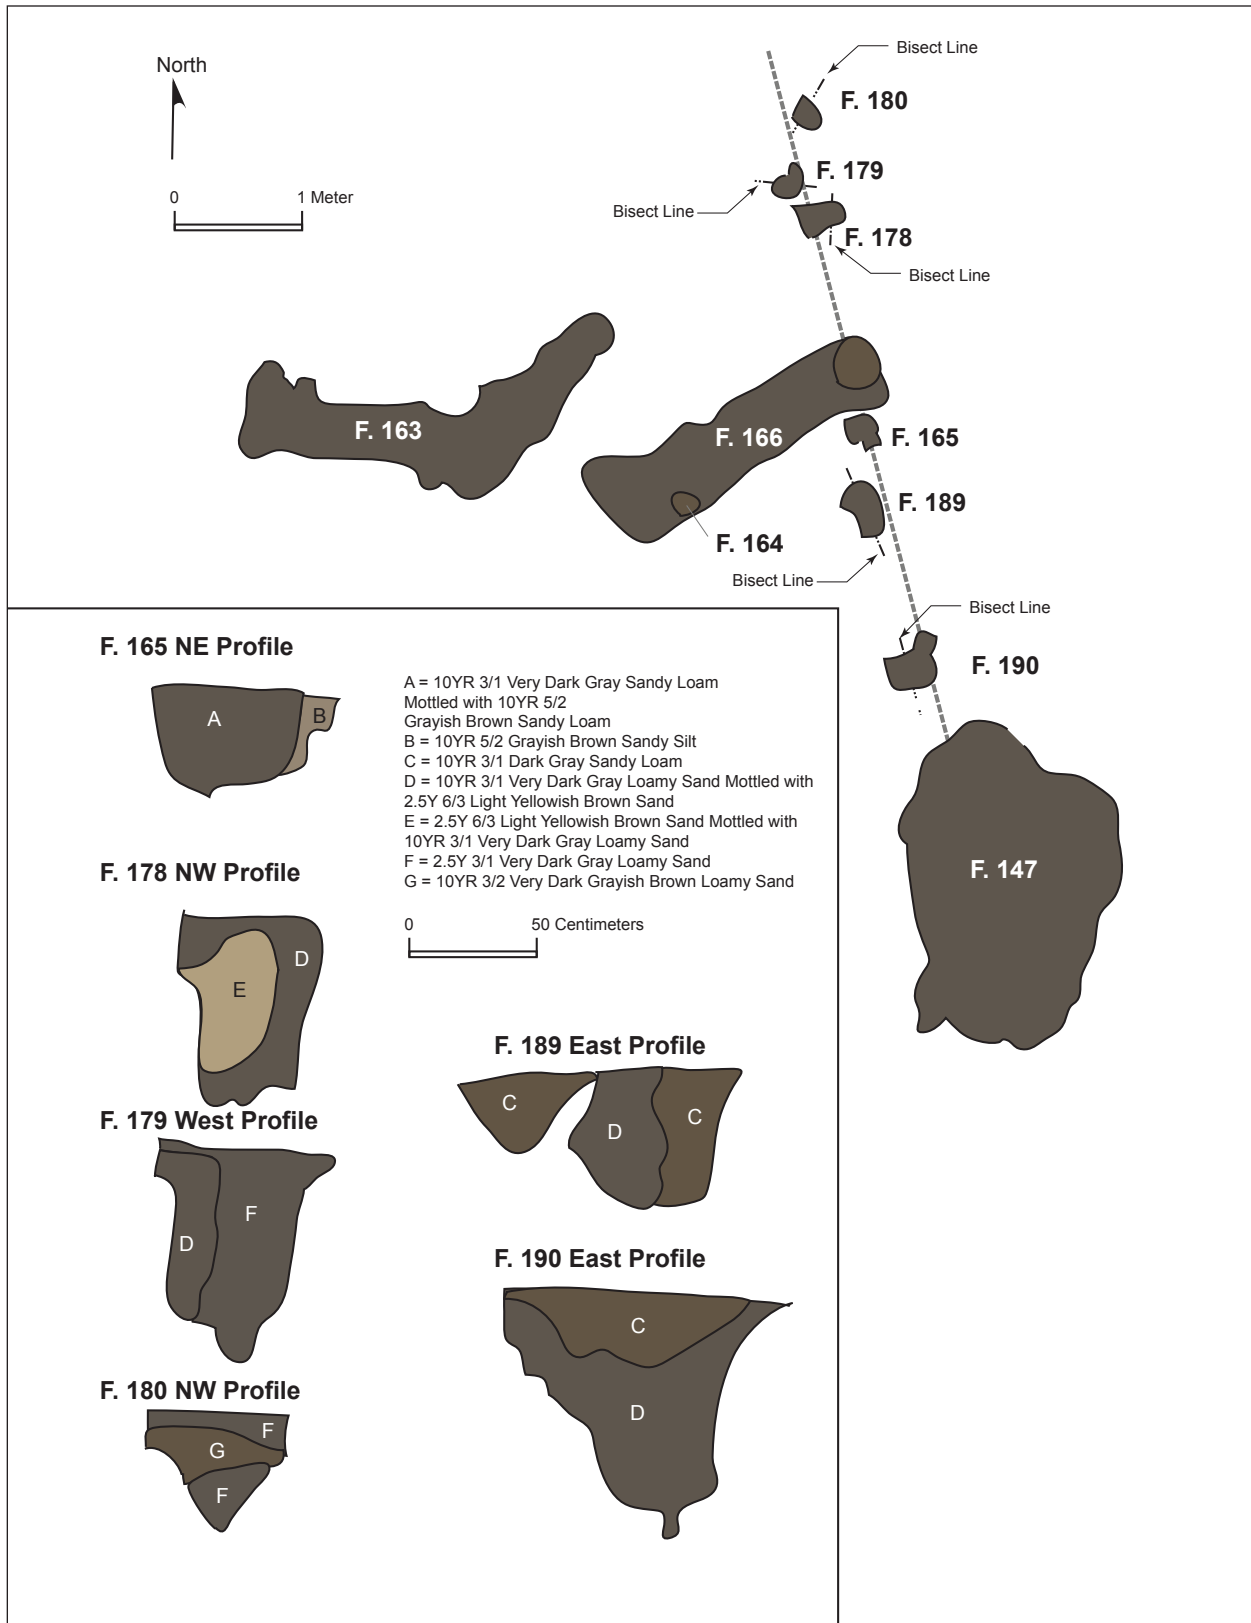 North
0 1 Meter
Bisect Line
F. 180
F. 179
Bisect Line
F. 178
Bisect Line
F. 163
F. 166
F. 165
F. 189
F. 164
Bisect Line
Bisect Line
F. 190
F. 147
F. 165 NE Profile
A
B
A = 10YR 3/1 Very Dark Gray Sandy Loam
Mottled with 10YR 5/2
Grayish Brown Sandy Loam
B = 10YR 5/2 Grayish Brown Sandy Silt
C = 10YR 3/1 Dark Gray Sandy Loam
D = 10YR 3/1 Very Dark Gray Loamy Sand Mottled with
2.5Y 6/3 Light Yellowish Brown Sand
E = 2.5Y 6/3 Light Yellowish Brown Sand Mottled with
10YR 3/1 Very Dark Gray Loamy Sand
F = 2.5Y 3/1 Very Dark Gray Loamy Sand
G = 10YR 3/2 Very Dark Grayish Brown Loamy Sand
0 50 Centimeters
F. 178 NW Profile
D
E
F. 179 West Profile
F
D
F. 180 NW Profile
F
G
F
F. 189 East Profile
C
D
C
F. 190 East Profile
C
D